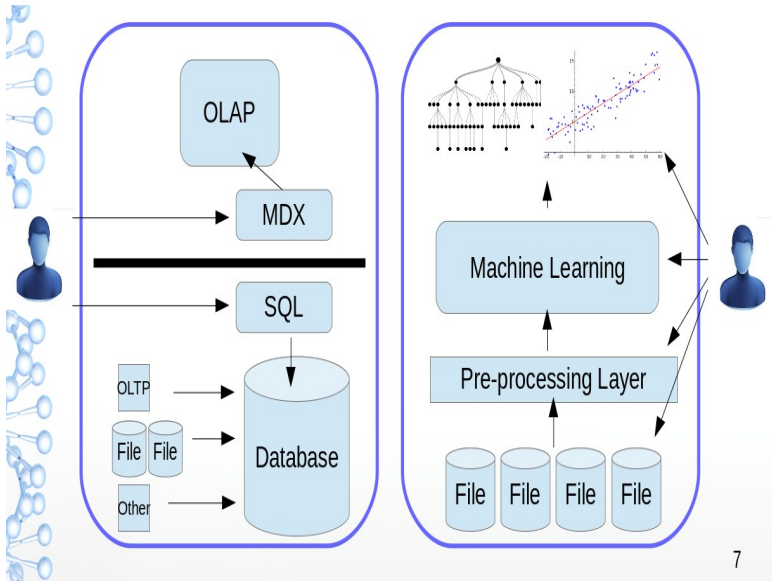 OLAP
MDX
SQL
OLTP
File File
Other
Database
Machine Learning
Pre-processing Layer
File File File File
7